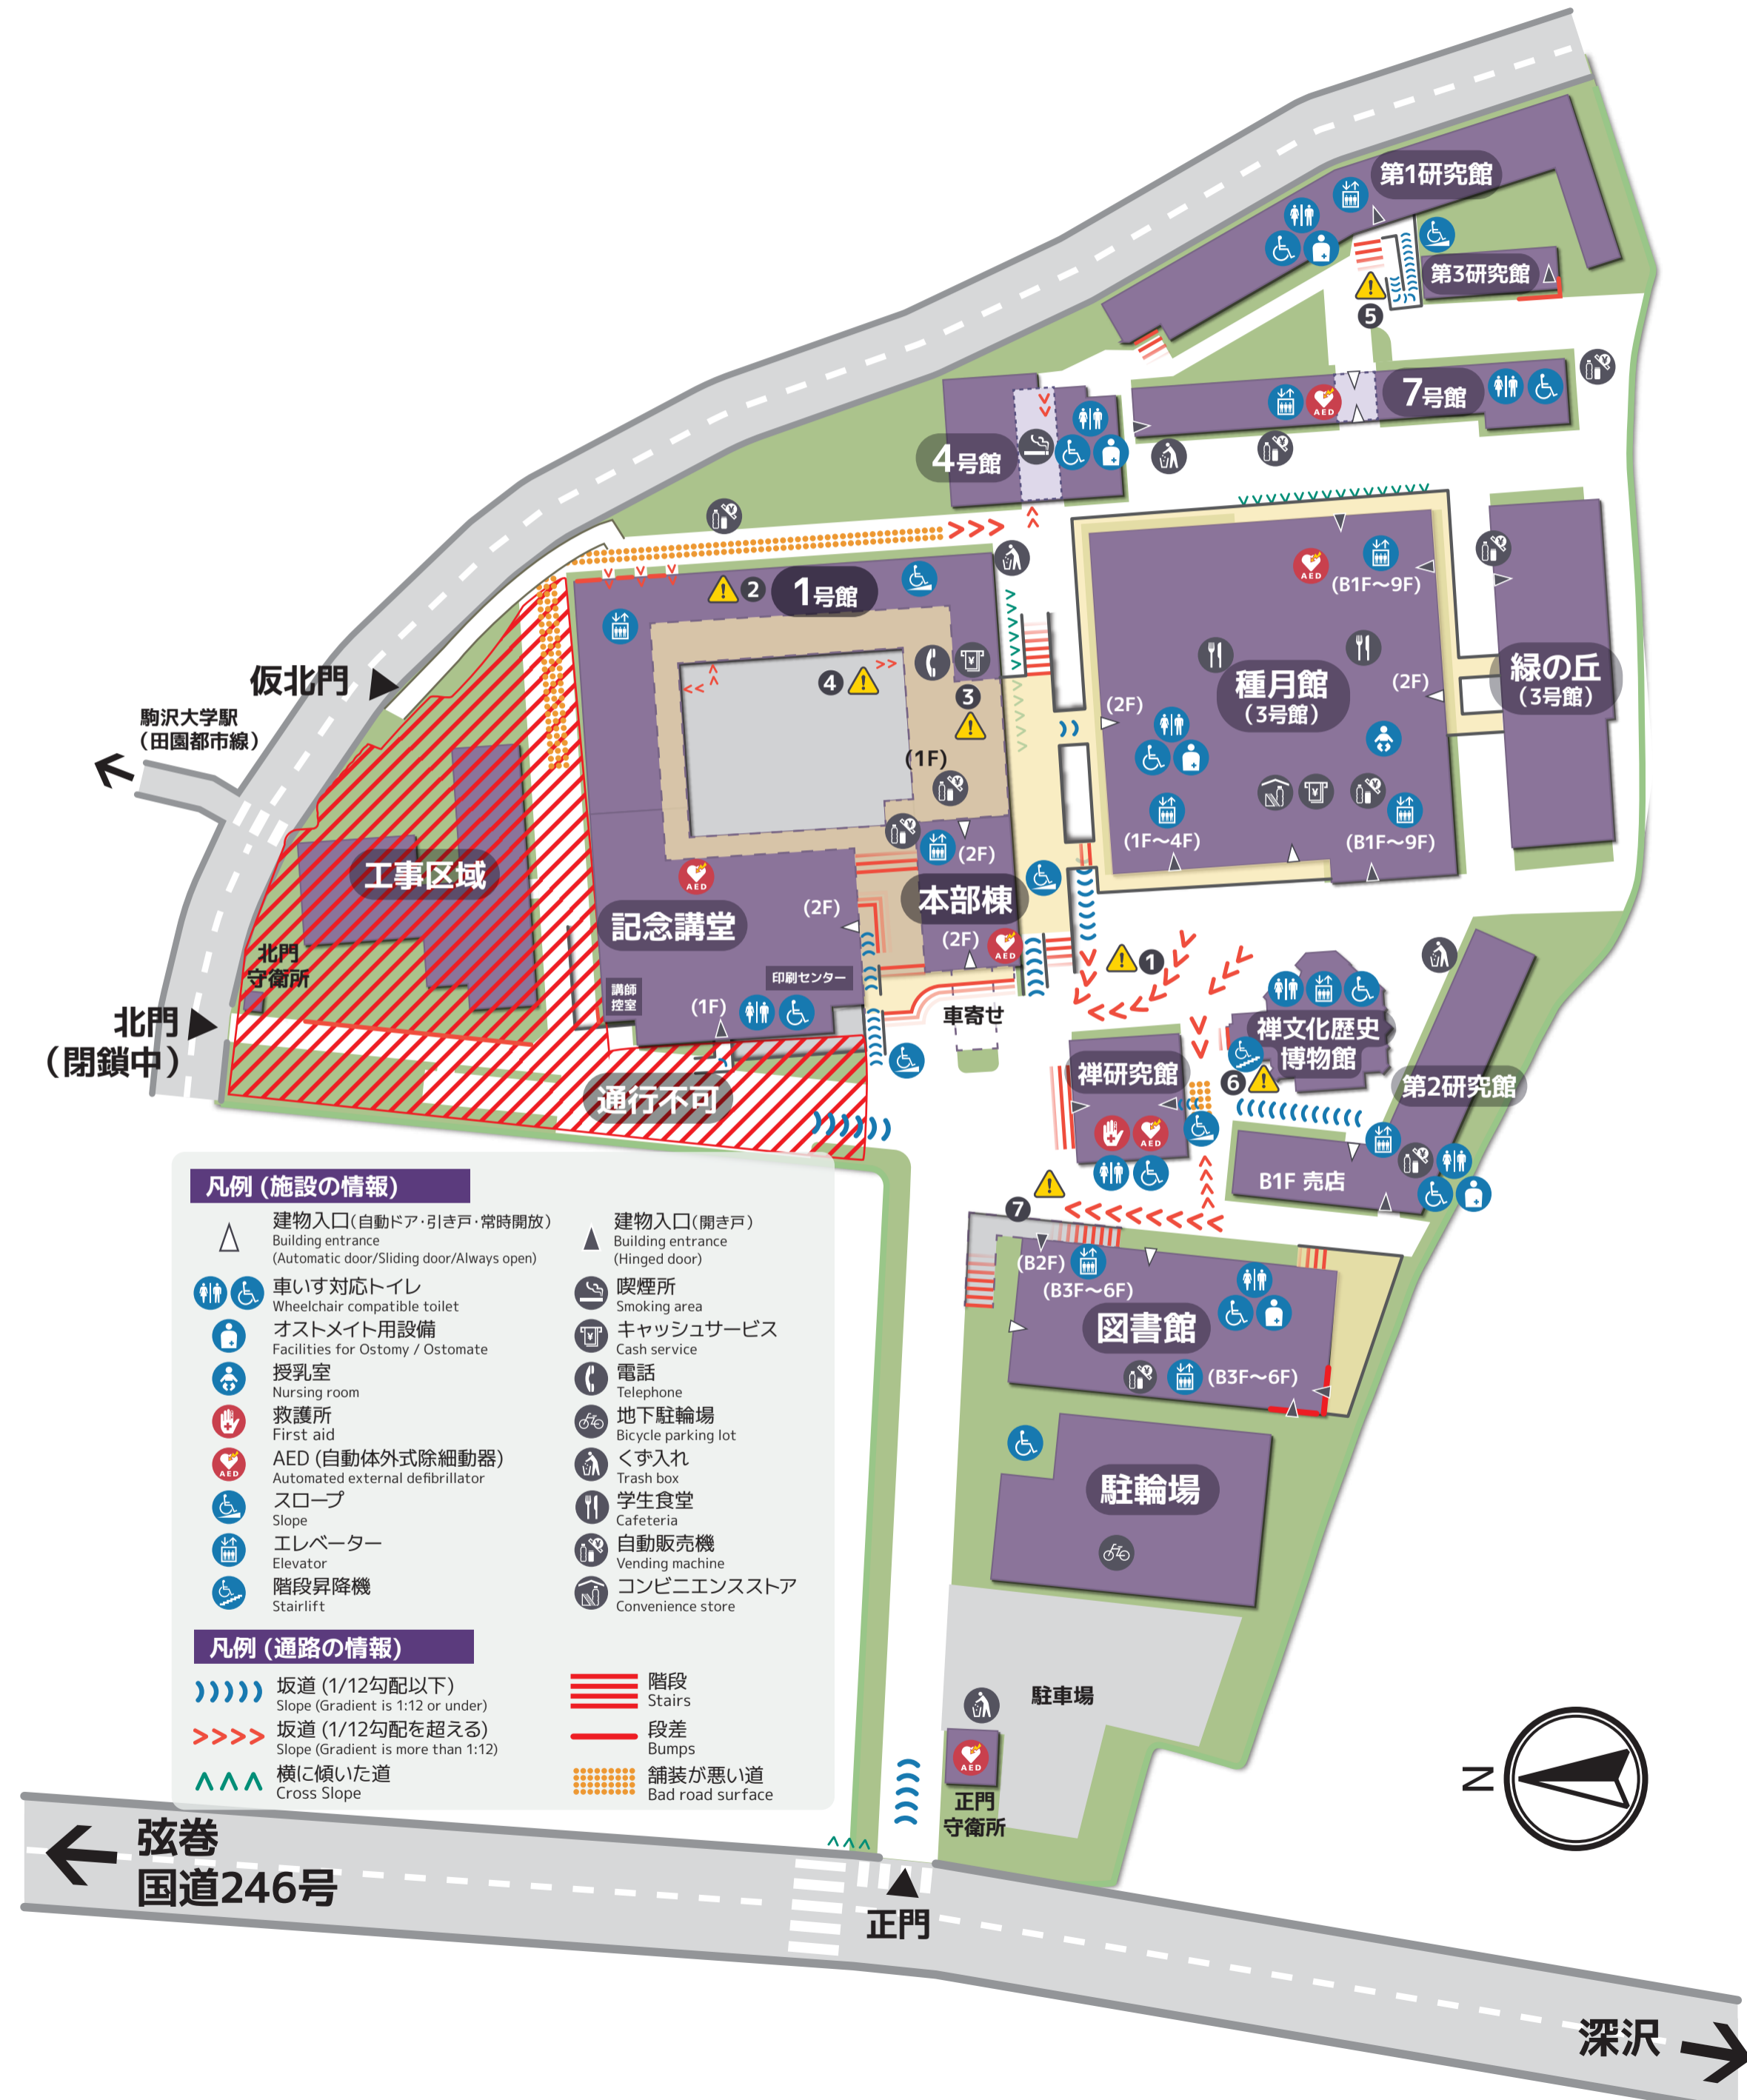 第1研究館
第3研究館
5
7号館
AED
4号館
1号館
2
AED
(B1F〜9F)
仮北門
駒沢大学駅
(田園都市線)
4
3
(1F)
種月館
(3号館)
(2F)
(2F)
緑の丘
(3号館)
(1F〜4F)
(B1F〜9F)
工事区域
AED
(2F)
記念講堂
(2F)
本部棟
(2F)
AED
1
北門
守衛所
講師
控室
印刷センター
(1F)
車寄せ
北門
(閉鎖中)
通行不可
禅文化歴史
博物館
禅研究館
6
第2研究館
AED
B1F 売店
7
(B2F)
(B3F〜6F)
図書館
(B3F〜6F)
駐輪場
駐車場
AED
正門
守衛所
N
凡例 (施設の情報)
建物入口(自動ドア・引き戸・常時開放)
Building entrance
(Automatic door/Sliding door/Always open)
車いす対応トイレ
Wheelchair compatible toilet
オストメイト用設備
Facilities for Ostomy / Ostomate
授乳室
Nursing room
救護所
First aid
AED
AED (自動体外式除細動器)
Automated external defibrillator
スロープ
Slope
エレベーター
Elevator
階段昇降機
Stairlift
建物入口(開き戸)
Building entrance
(Hinged door)
喫煙所
Smoking area
キャッシュサービス
Cash service
電話
Telephone
地下駐輪場
Bicycle parking lot
くず入れ
Trash box
学生食堂
Cafeteria
自動販売機
Vending machine
コンビニエンスストア
Convenience store
凡例 (通路の情報)
坂道 (1/12勾配以下)
Slope (Gradient is 1:12 or under)
坂道 (1/12勾配を超える)
Slope (Gradient is more than 1:12)
横に傾いた道
Cross Slope
階段
Stairs
段差
Bumps
舗装が悪い道
Bad road surface
弦巻
国道246号
正門
深沢